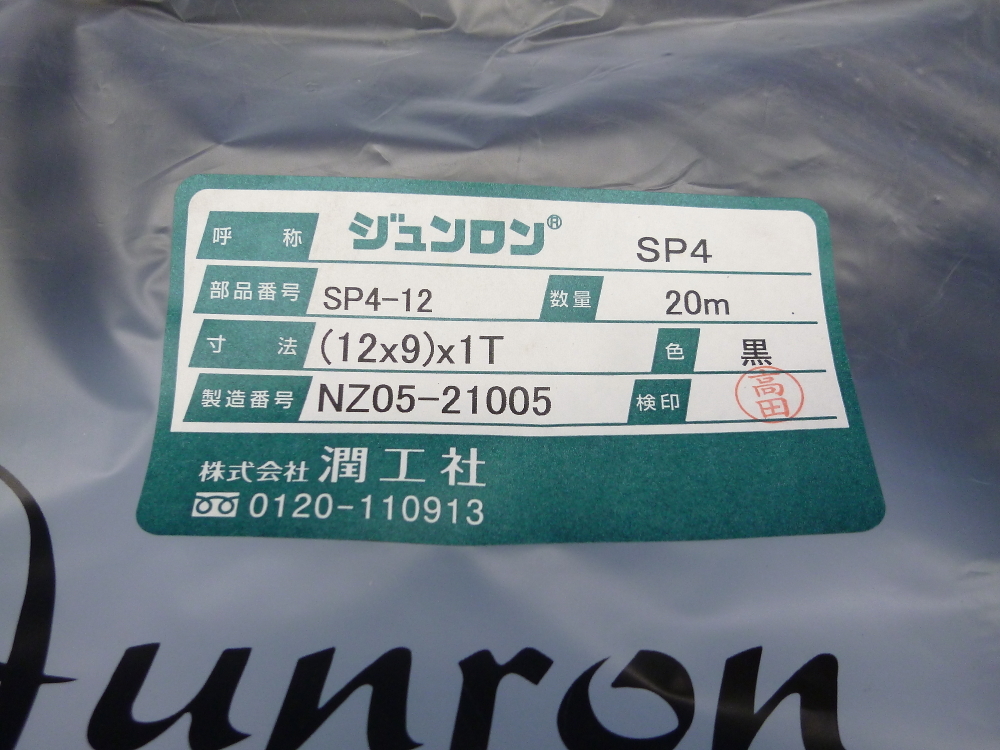 呼称 ジュンロン® SP4
部品番号 SP4-12 数量 20m
寸法 (12x9)x1T 色 黒
製造番号 NZ05-21005 検印 高田
株式会社 潤工社
0120-110913
Junron